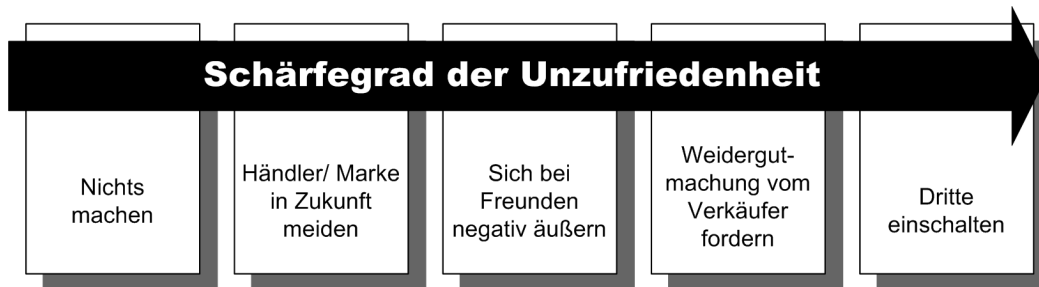 Schärfegrad der Unzufriedenheit
Nichts
machen
Händler/ Marke
in Zukunft
meiden
Sich bei
Freunden
negativ äußern
Weidergut-
machung vom
Verkäufer
fordern
Dritte
einschalten